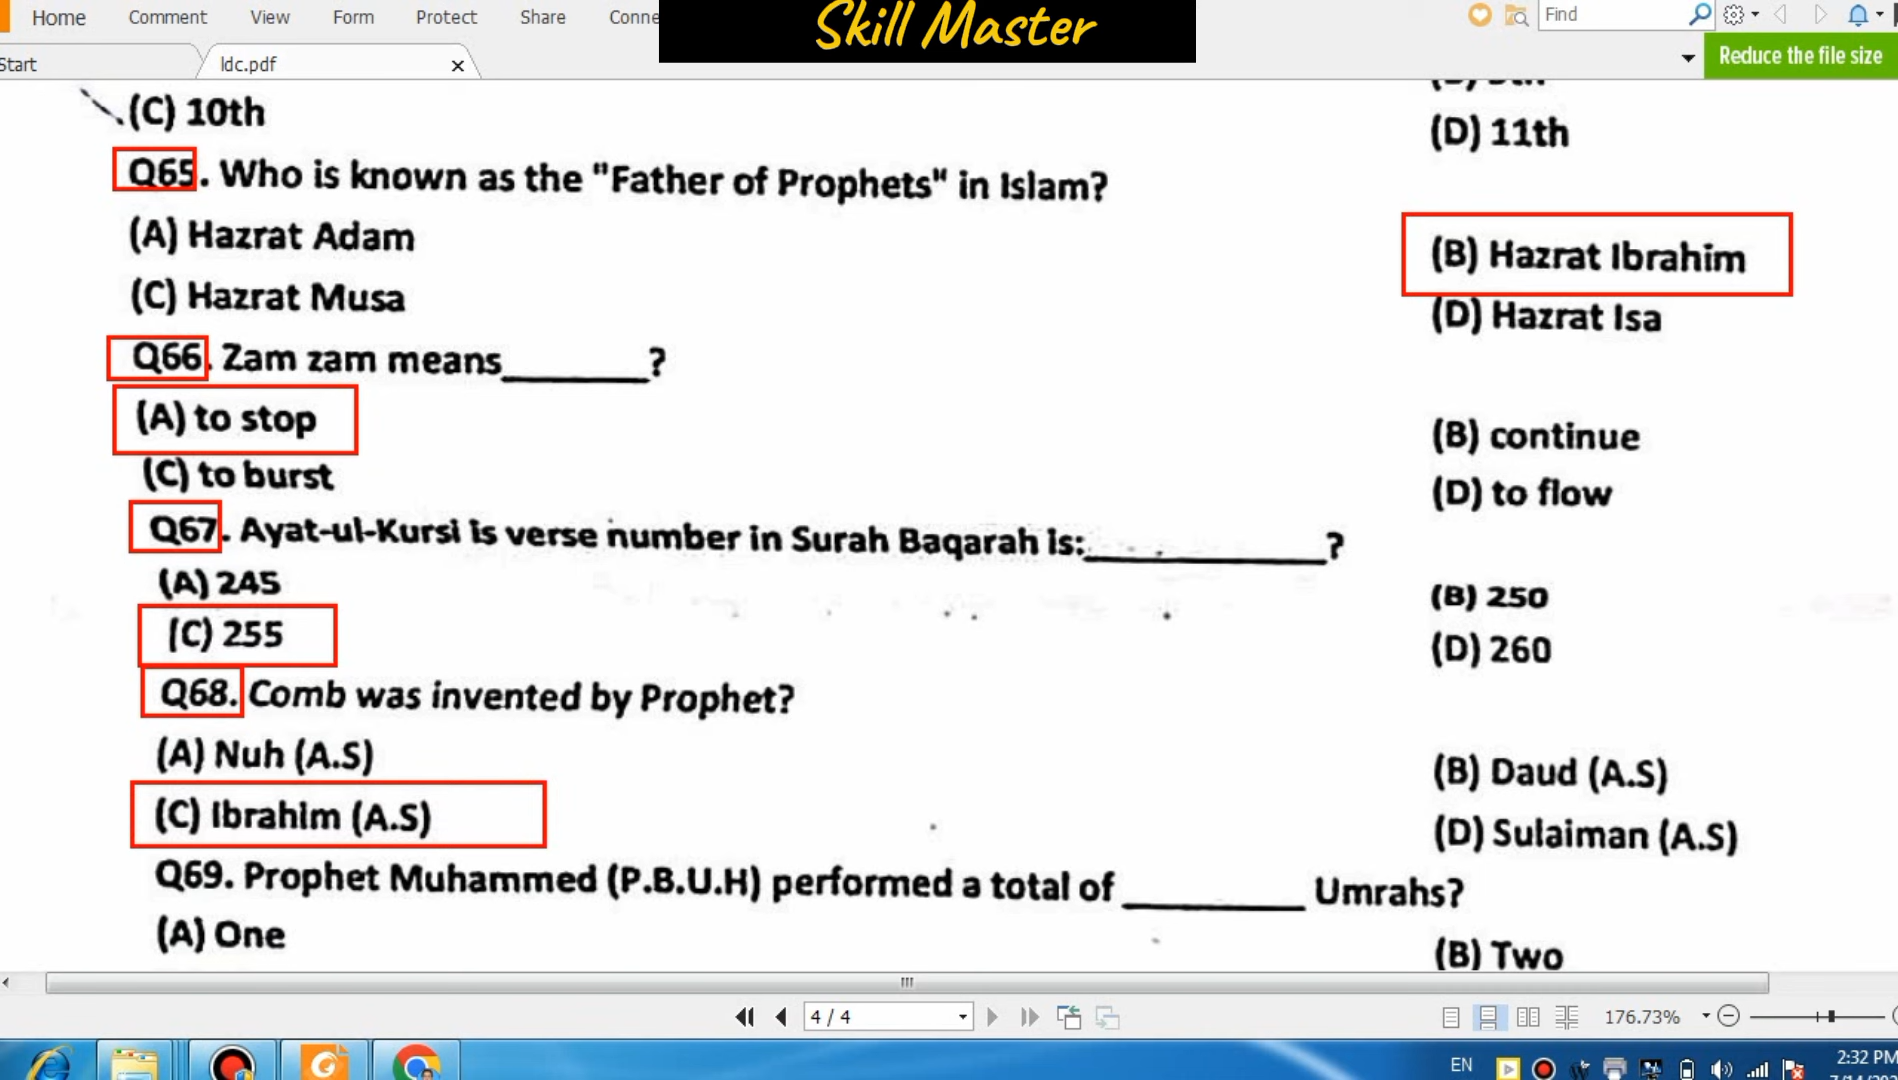 Home Comment View Form Protect Share Conne
Skill Master
Find
Start
ldc.pdf
Reduce the file size
(C) 10th
(D) 11th
Q65. Who is known as the "Father of Prophets" in Islam?
(A) Hazrat Adam
(B) Hazrat Ibrahim
(C) Hazrat Musa
(D) Hazrat Isa
Q66. Zam zam means_______?
(A) to stop
(B) continue
(C) to burst
(D) to flow
Q67. Ayat-ul-Kursi is verse number in Surah Baqarah is:____________?
(A) 245
(B) 250
(C) 255
(D) 260
Q68. Comb was invented by Prophet?
(A) Nuh (A.S)
(B) Daud (A.S)
(C) Ibrahim (A.S)
(D) Sulaiman (A.S)
Q69. Prophet Muhammed (P.B.U.H) performed a total of _________ Umrahs?
(A) One
(B) Two
4 / 4
176.73%
EN
2:32 PM